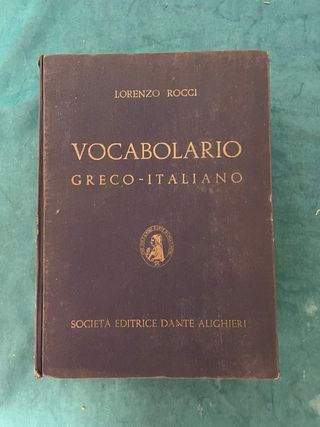 LORENZO ROCCI
VOCABOLARIO
GRECO-ITALIANO
SOCIETÀ EDITRICE DANTE ALIGHIERI